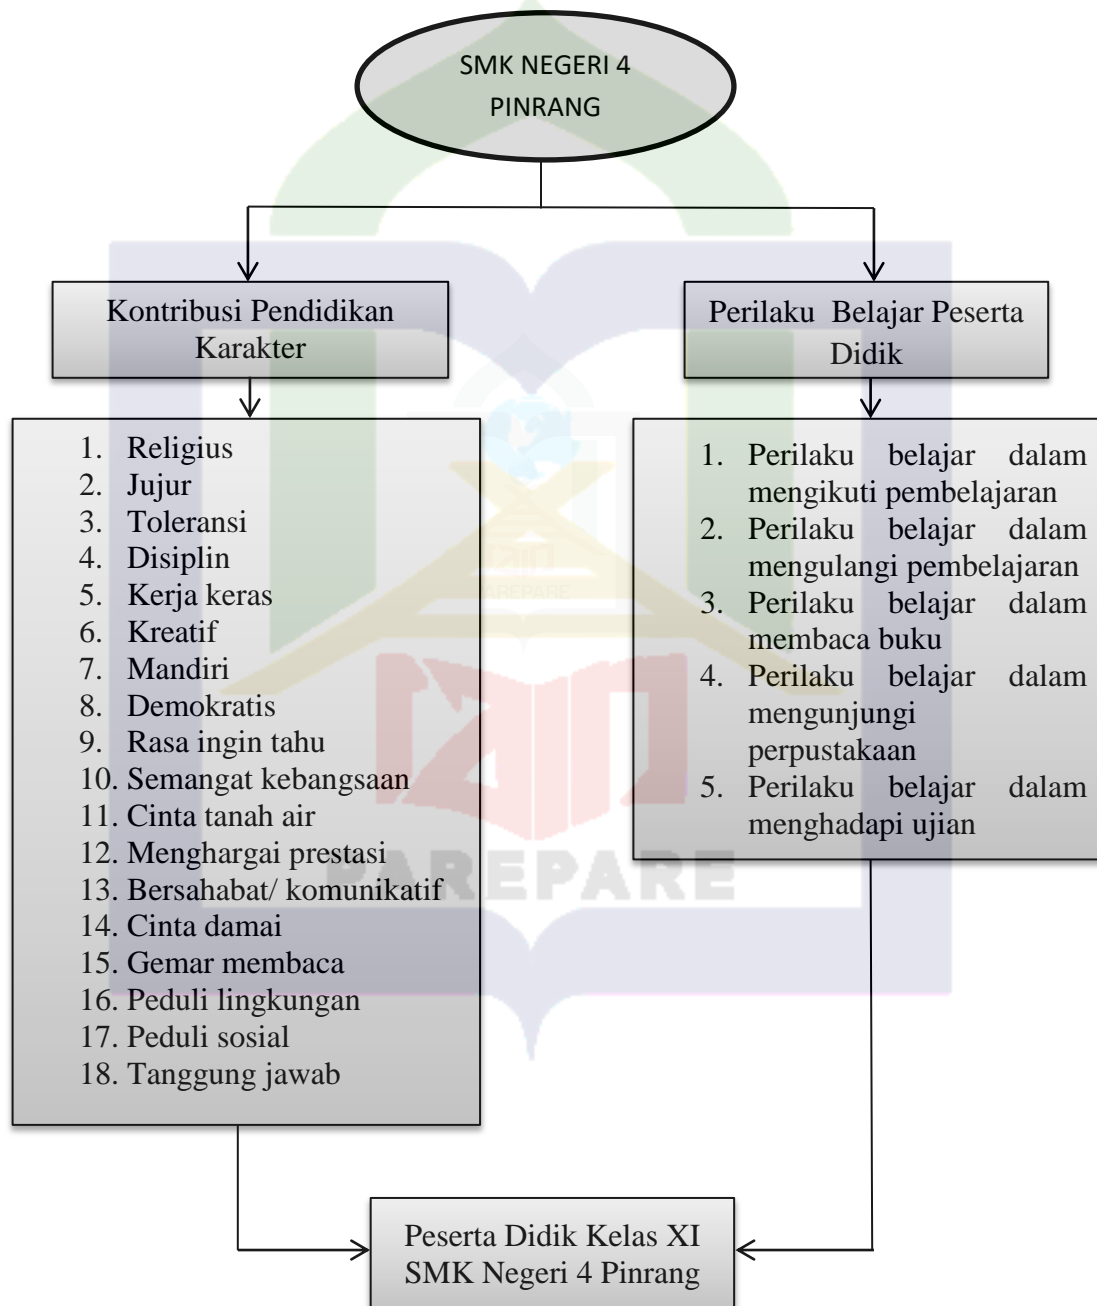 SMK NEGERI 4
PINRANG
Kontribusi Pendidikan
Karakter
Perilaku Belajar Peserta
Didik
1. Religius
2. Jujur
3. Toleransi
4. Disiplin
5. Kerja keras
6. Kreatif
7. Mandiri
8. Demokratis
9. Rasa ingin tahu
10. Semangat kebangsaan
11. Cinta tanah air
12. Menghargai prestasi
13. Bersahabat/ komunikatif
14. Cinta damai
15. Gemar membaca
16. Peduli lingkungan
17. Peduli sosial
18. Tanggung jawab
1. Perilaku belajar dalam
mengikuti pembelajaran
2. Perilaku belajar dalam
mengulangi pembelajaran
3. Perilaku belajar dalam
membaca buku
4. Perilaku belajar dalam
mengunjungi
perpustakaan
5. Perilaku belajar dalam
menghadapi ujian
Peserta Didik Kelas XI
SMK Negeri 4 Pinrang
PAREPARE
IAIN
PAREPARE